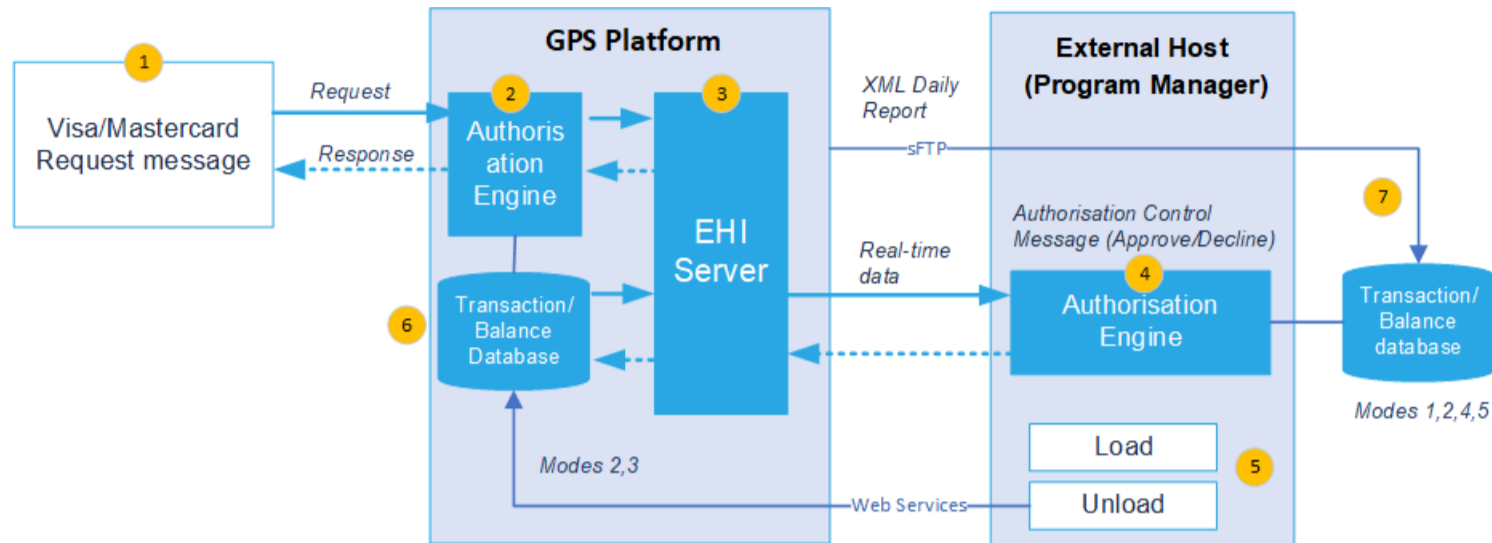 1
Visa/Mastercard
Request message
Request
Response
GPS Platform
2
Authoris
ation
Engine
3
EHI
Server
6
Transaction/
Balance
Database
Modes 2,3
XML Daily
Report
sFTP
Real-time
data
Web Services
External Host
(Program Manager)
Authorisation Control
Message (Approve/Decline)
4
Authorisation
Engine
Load
Unload
5
7
Transaction/
Balance
database
Modes 1,2,4,5